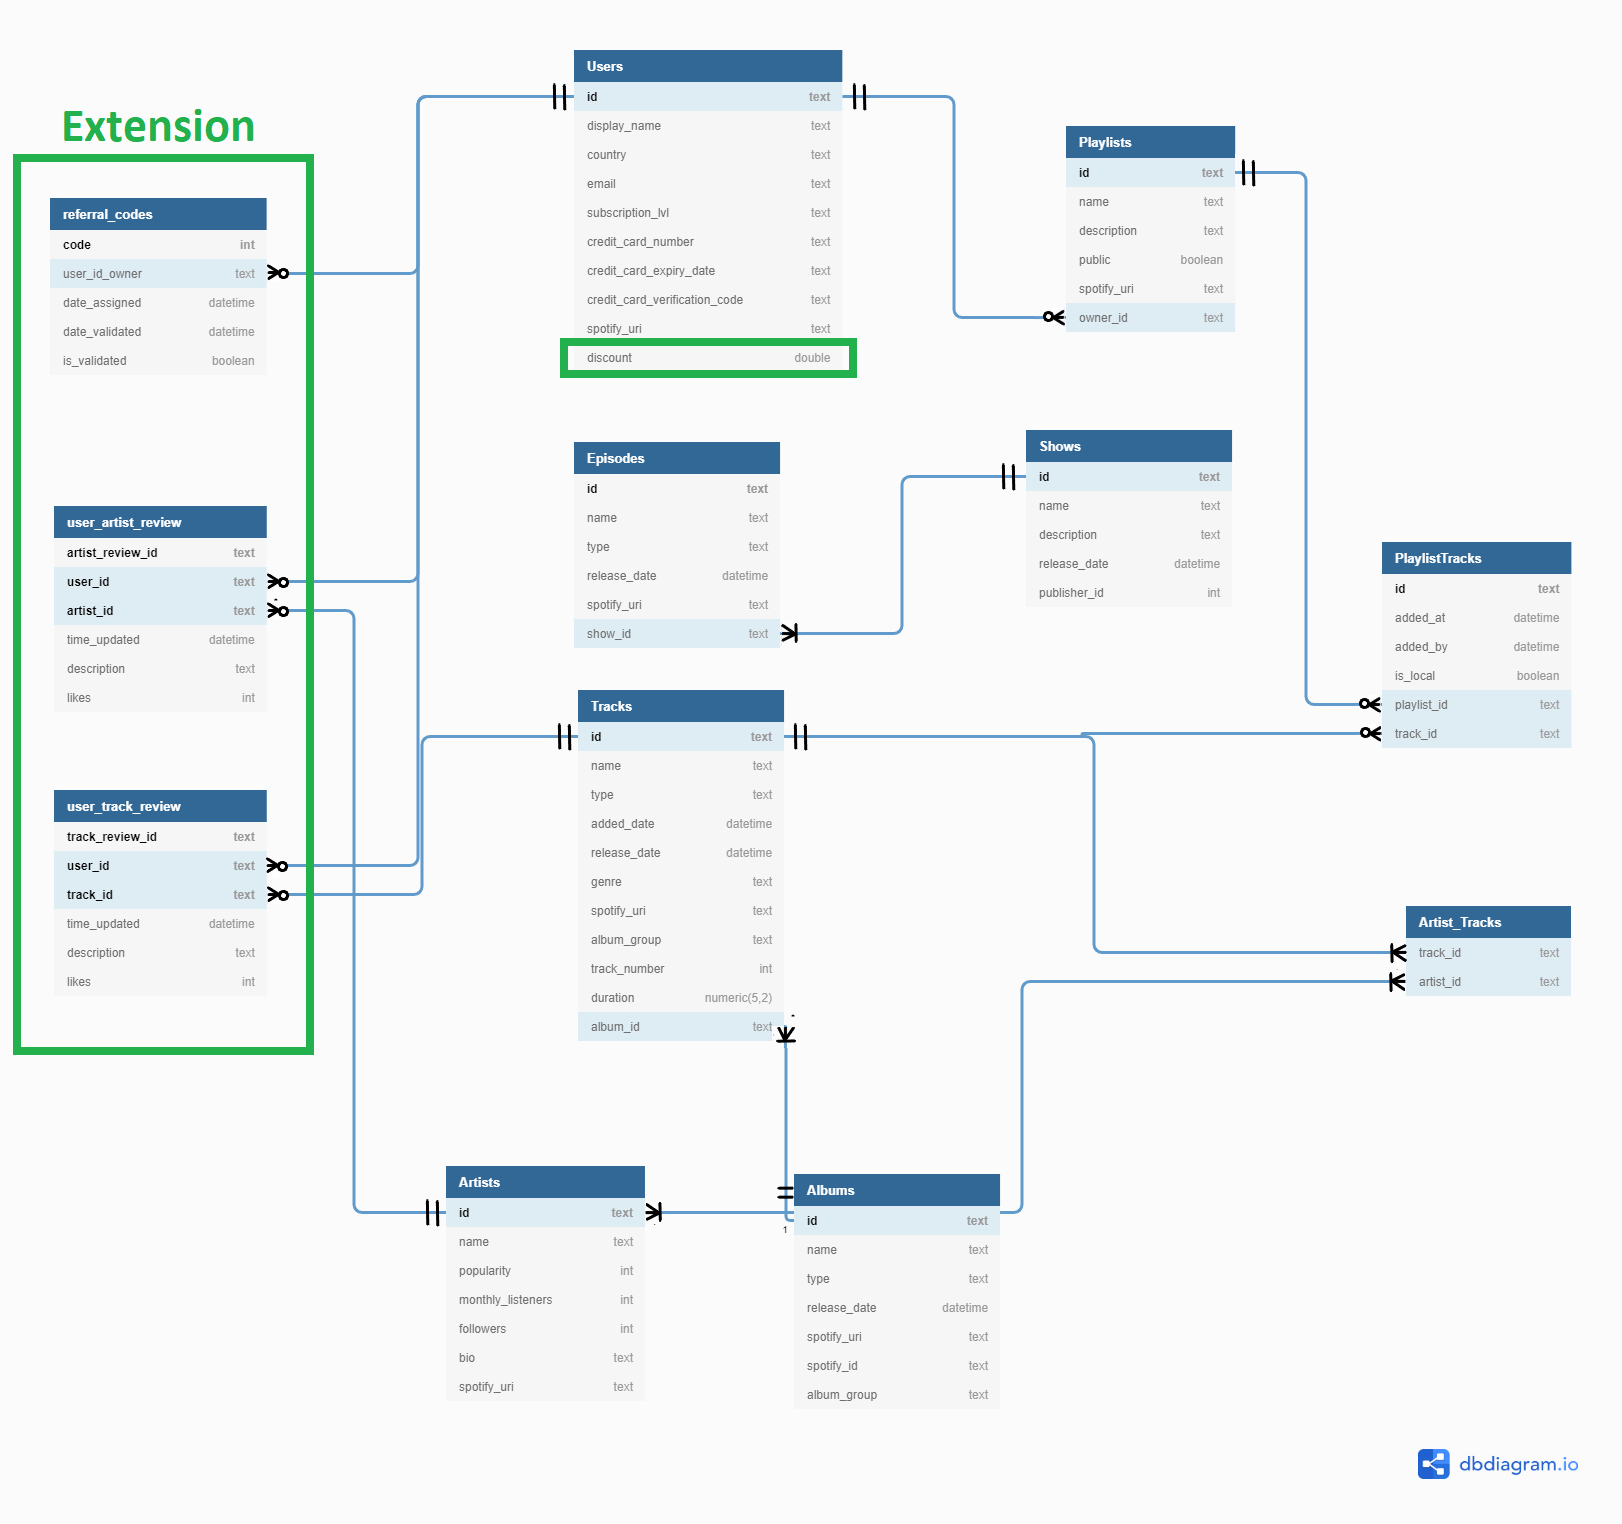 Extension
referral_codes
code int
user_id_owner text
date_assigned datetime
date_validated datetime
is_validated boolean
user_artist_review
artist_review_id text
user_id text
artist_id text
time_updated datetime
description text
likes int
user_track_review
track_review_id text
user_id text
track_id text
time_updated datetime
description text
likes int
Users
id text
display_name text
country text
email text
subscription_lvl text
credit_card_number text
credit_card_expiry_date text
credit_card_verification_code text
spotify_uri text
discount double
Episodes
id text
name text
type text
release_date datetime
spotify_uri text
show_id text
Tracks
id text
name text
type text
added_date datetime
release_date datetime
genre text
spotify_uri text
album_group text
track_number int
duration numeric(5,2)
album_id text
Artists
id text
name text
popularity int
monthly_listeners int
followers int
bio text
spotify_uri text
1
Albums
id text
name text
type text
release_date datetime
spotify_uri text
spotify_id text
album_group text
Playlists
id text
name text
description text
public boolean
spotify_uri text
owner_id text
Shows
id text
name text
description text
release_date datetime
publisher_id int
PlaylistTracks
id text
added_at datetime
added_by datetime
is_local boolean
playlist_id text
track_id text
Artist_Tracks
track_id text
artist_id text
dbdiagram.io